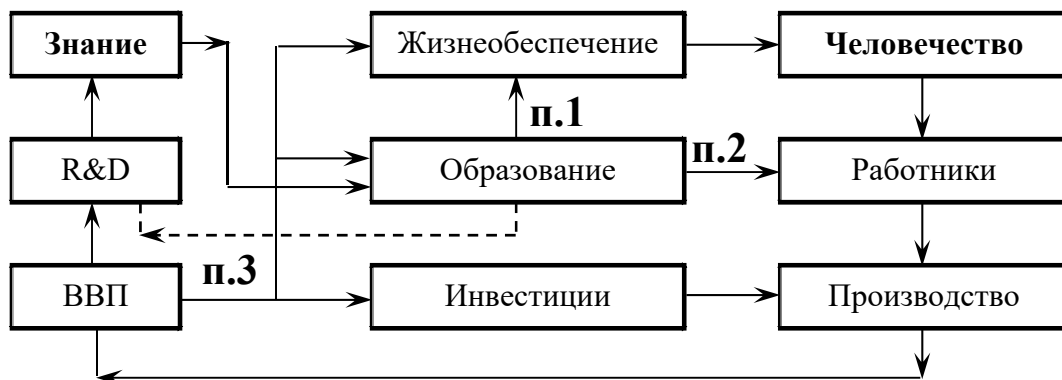 Знание
Жизнеобеспечение
Человечество
п.1
п.2
R&D
Образование
Работники
п.3
ВВП
Инвестиции
Производство